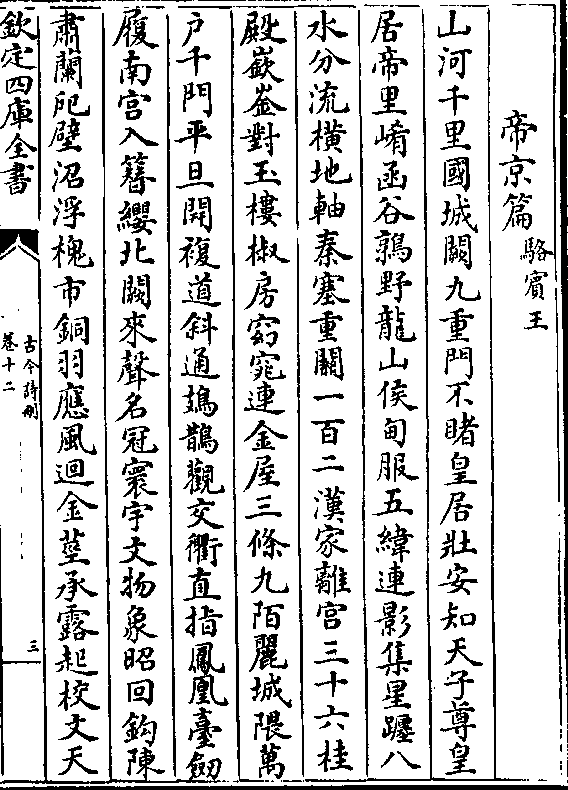 帝京篇 駱賓王
山河千里國城闕九重門不睹皇居壯安知天子尊皇
居帝里崤函谷鶉野龍山侯甸服五緯連影集星躔八
水分流橫地軸秦塞重關一百二漢家離宮三十六桂
殿嶔崟對玉樓椒房窈窕連金屋三條九陌麗城隈萬
户千門平旦開複道斜通鳷鵲觀交衢直指鳳凰臺劒
履南宮入簪纓北闕來聲名冠寰宇文物象昭回鈎陳
肅蘭戺璧沼浮槐市銅羽應風迴金莖承露起校文天
欽定四庫全書
古今詩刪
卷十二
三